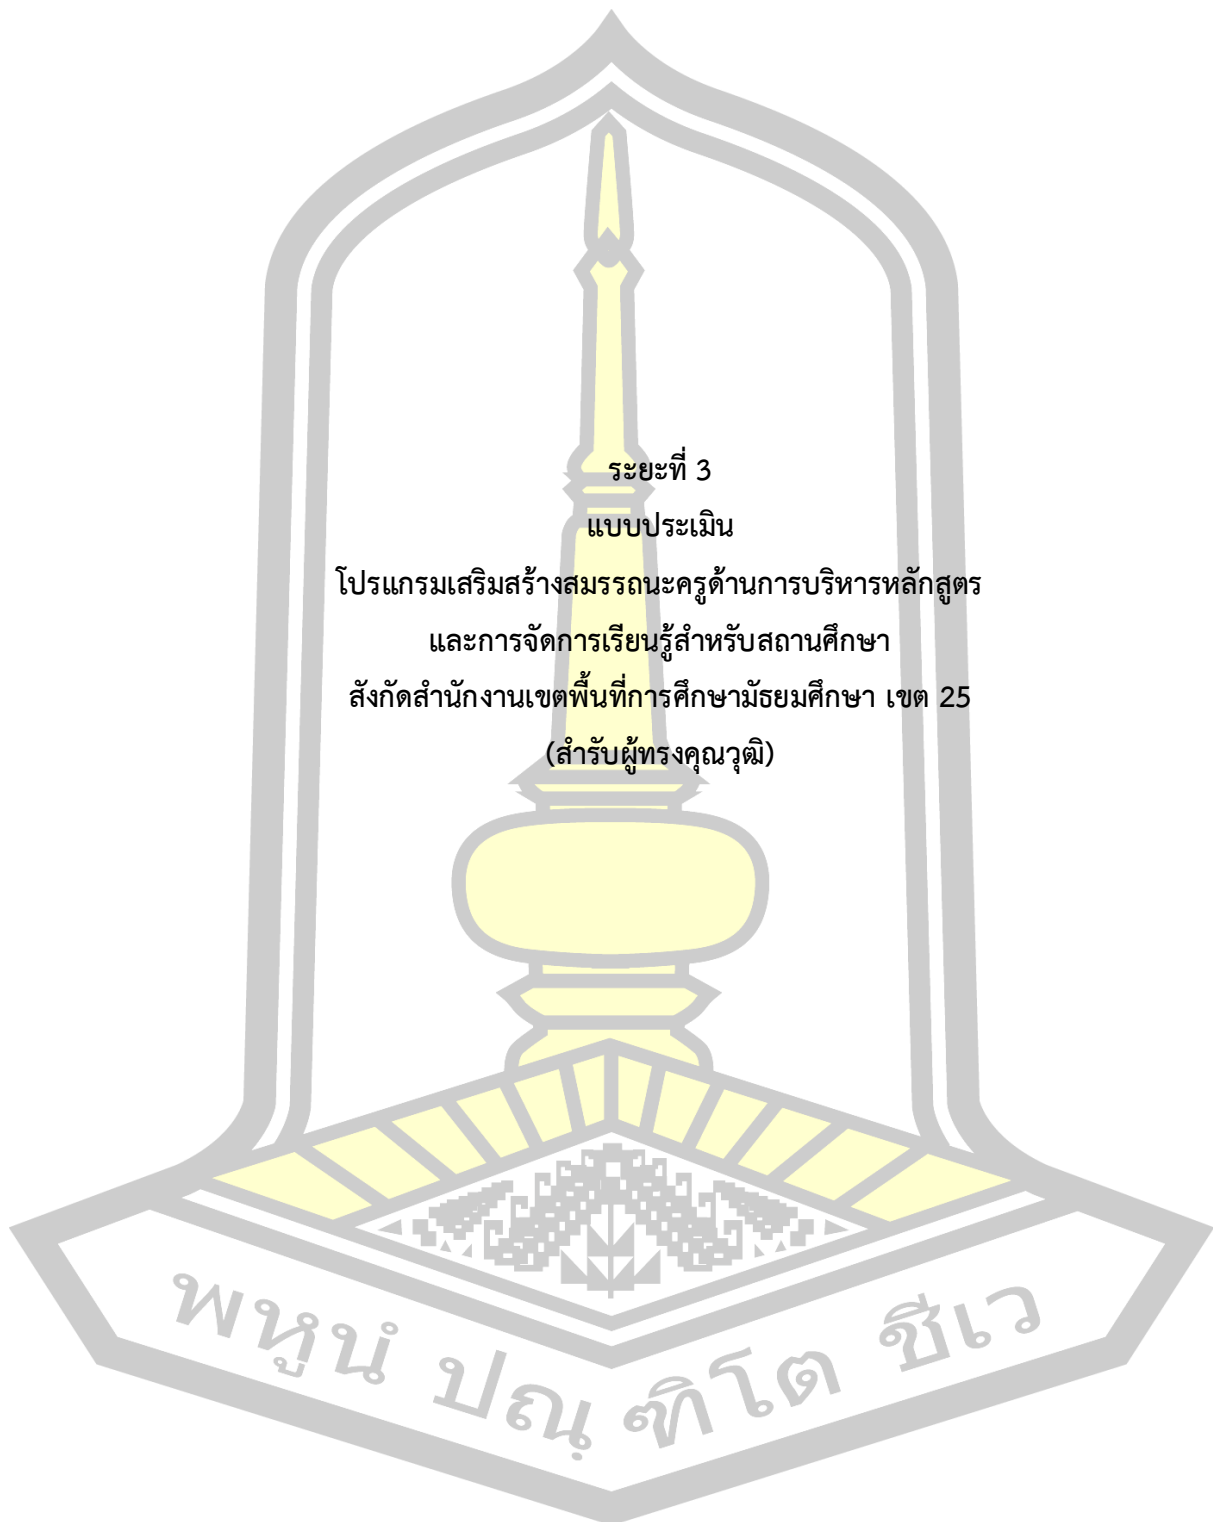 ระยะที่ 3
แบบประเมิน
โปรแกรมเสริมสร้างสมรรถนะครูด้านการบริหารหลักสูตร
และการจัดการเรียนรู้สำหรับสถานศึกษา
สังกัดสำนักงานเขตพื้นที่การศึกษามัธยมศึกษา เขต 25
(สำรับผู้ทรงคุณวุฒิ)
พหูนํ ปณฺ ฑิโต ชีเว